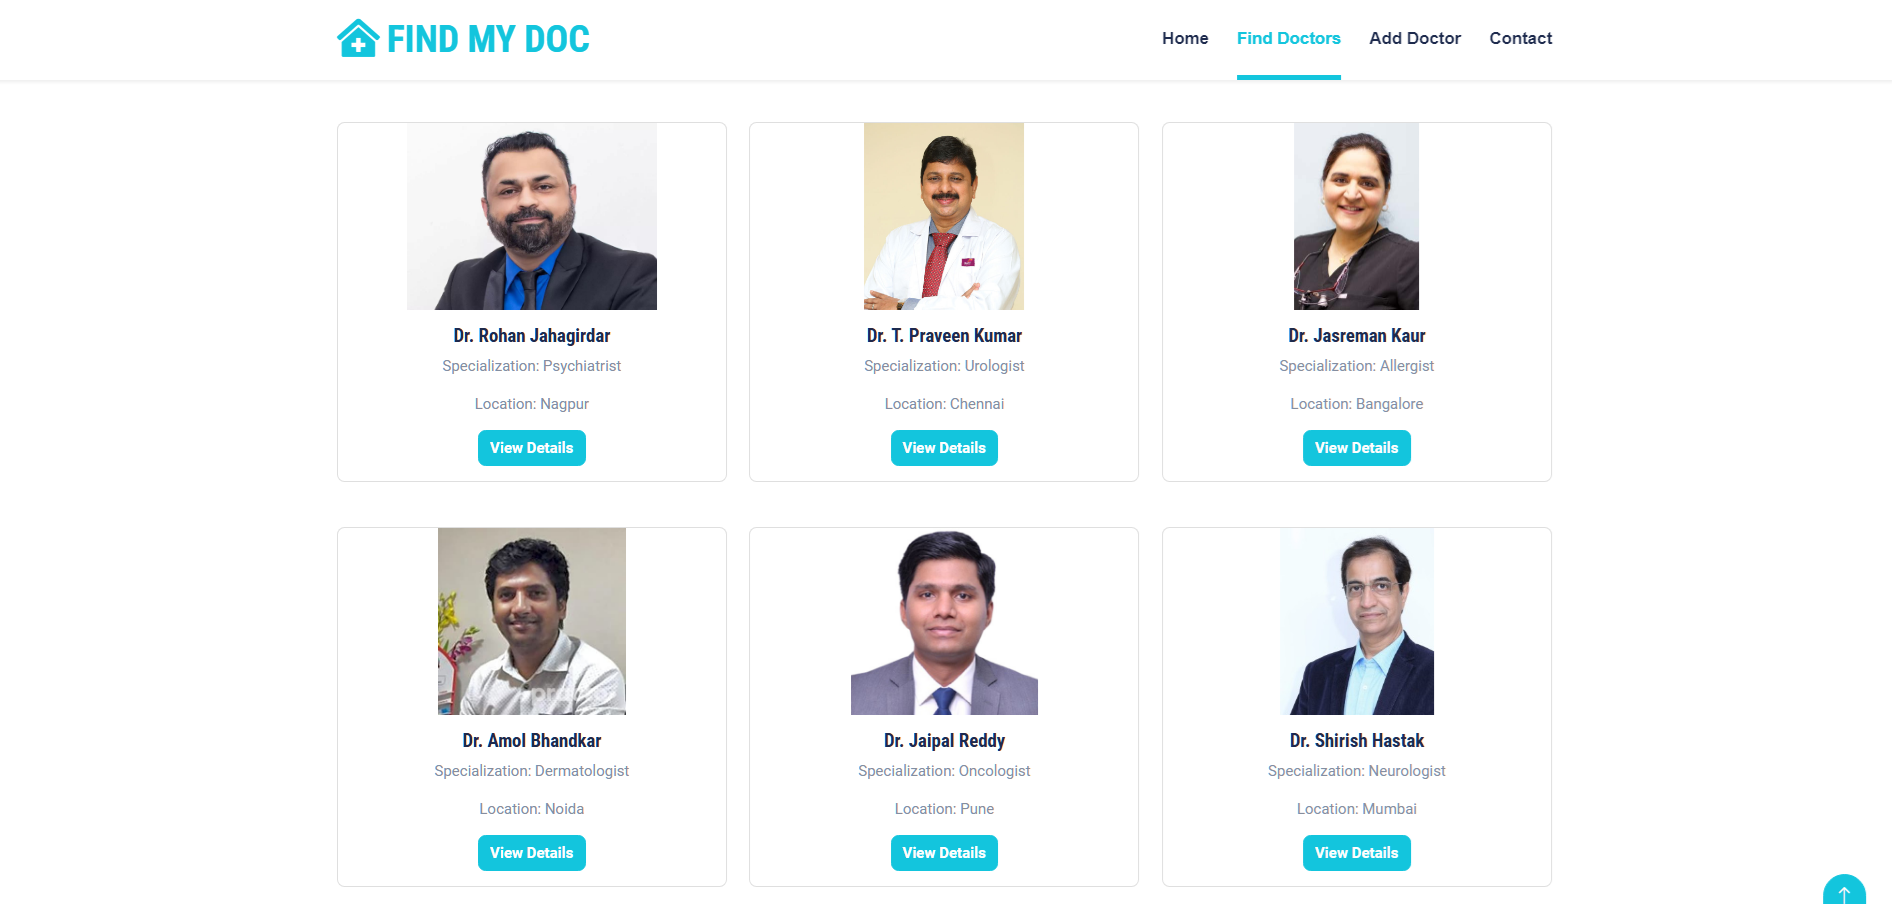 FIND MY DOC
Home Find Doctors Add Doctor Contact
Dr. Rohan Jahagirdar
Specialization: Psychiatrist
Location: Nagpur
View Details
Dr. T. Praveen Kumar
Specialization: Urologist
Location: Chennai
View Details
Dr. Jasreman Kaur
Specialization: Allergist
Location: Bangalore
View Details
Dr. Amol Bhandkar
Specialization: Dermatologist
Location: Noida
View Details
Dr. Jaipal Reddy
Specialization: Oncologist
Location: Pune
View Details
Dr. Shirish Hastak
Specialization: Neurologist
Location: Mumbai
View Details